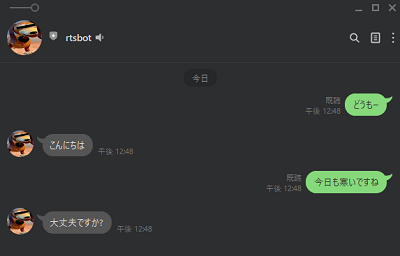 rtsbot
今日
既読
午後 12:48
どうもー
こんにちは
午後 12:48
既読
午後 12:48
今日も寒いですね
大丈夫ですか?
午後 12:48